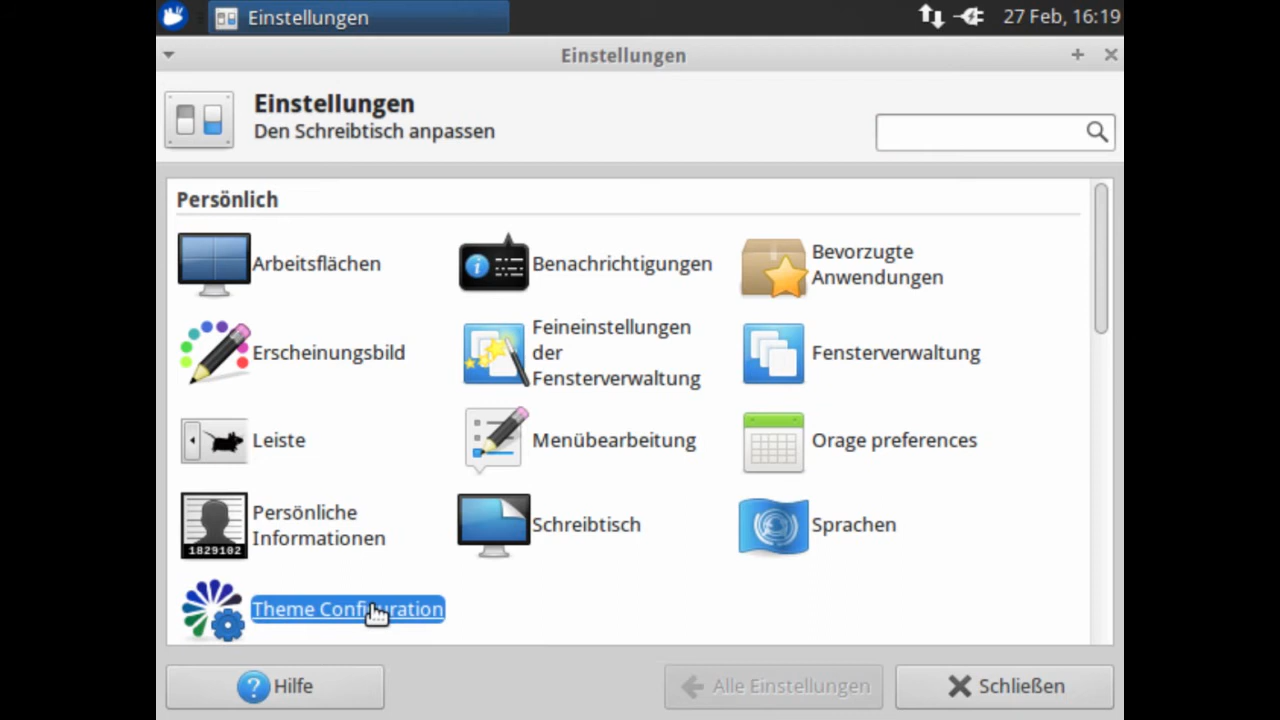 Einstellungen
27 Feb, 16:19
Einstellungen
Einstellungen
Den Schreibtisch anpassen
Persönlich
Arbeitsflächen
Benachrichtigungen
Bevorzugte
Anwendungen
Erscheinungsbild
Feineinstellungen
der
Fensterverwaltung
Fensterverwaltung
Leiste
Menübearbeitung
Orage preferences
1829102
Persönliche
Informationen
Schreibtisch
Sprachen
Theme Configuration
Hilfe
Alle Einstellungen
Schließen